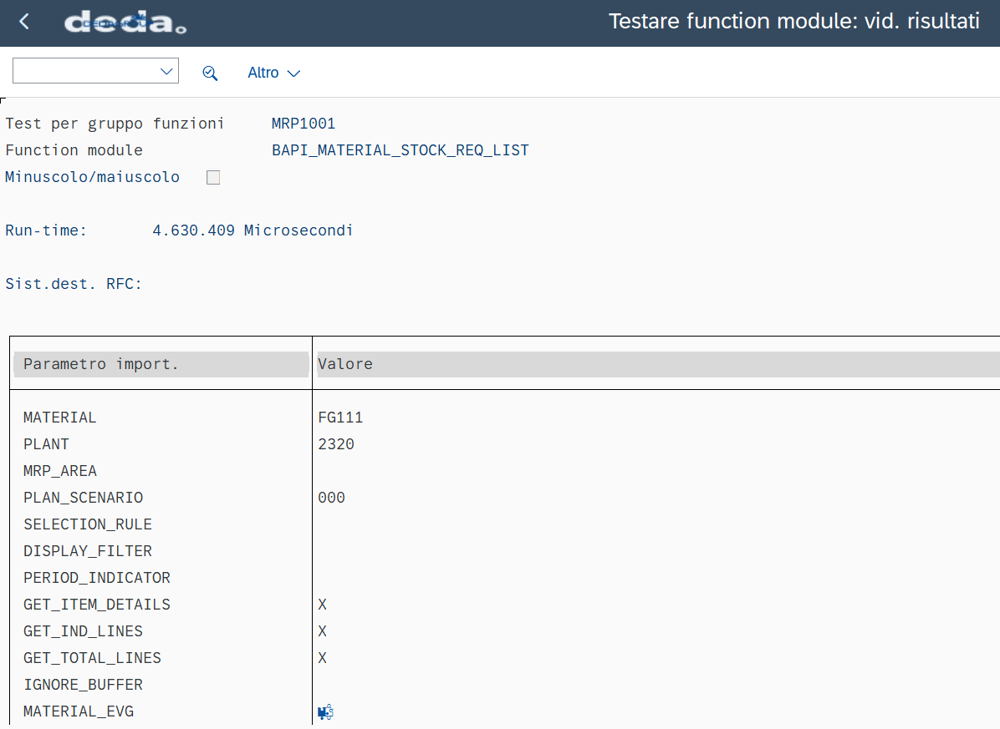 deda.
Testare function module: vid. risultati
Altro
Test per gruppo funzioni MRP1001
Function module BAPI_MATERIAL_STOCK_REQ_LIST
Minuscolo/maiuscolo
Run-time: 4.630.409 Microsecondi
Sist.dest. RFC:
Parametro import. Valore
MATERIAL FG111
PLANT 2320
MRP_AREA
PLAN_SCENARIO 000
SELECTION_RULE
DISPLAY_FILTER
PERIOD_INDICATOR
GET_ITEM_DETAILS X
GET_IND_LINES X
GET_TOTAL_LINES X
IGNORE_BUFFER
MATERIAL_EVG